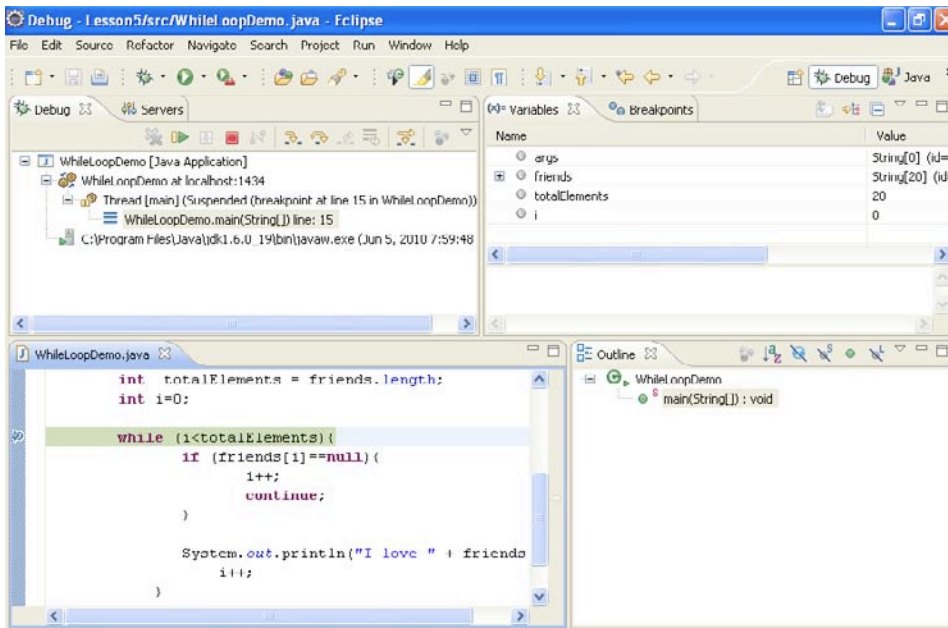 Debug - Lesson5/src/WhileLoopDemo.java - Eclipse
File Edit Source Refactor Navigate Search Project Run Window Help
Debug Java
Debug Servers
WhileLoopDemo [Java Application]
WhileLoopDemo at localhost:1434
Thread [main] (Suspended (breakpoint at line 15 in WhileLoopDemo))
WhileLoopDemo.main(String[]) line: 15
C:\Program Files\Java\jdk1.6.0_19\bin\javaw.exe (Jun 5, 2010 7:59:48
(x)= Variables Breakpoints
Name Value
args String[0] (id=
friends String[20] (id
totalElements 20
i 0
WhileLoopDemo.java
int totalElements = friends.length;
int i=0;
while (i<totalElements){
if (friends[i]==null){
i++;
continue;
}
System.out.println("I love " + friends
i++;
}
Outline
WhileLoopDemo
main(String[]) : void